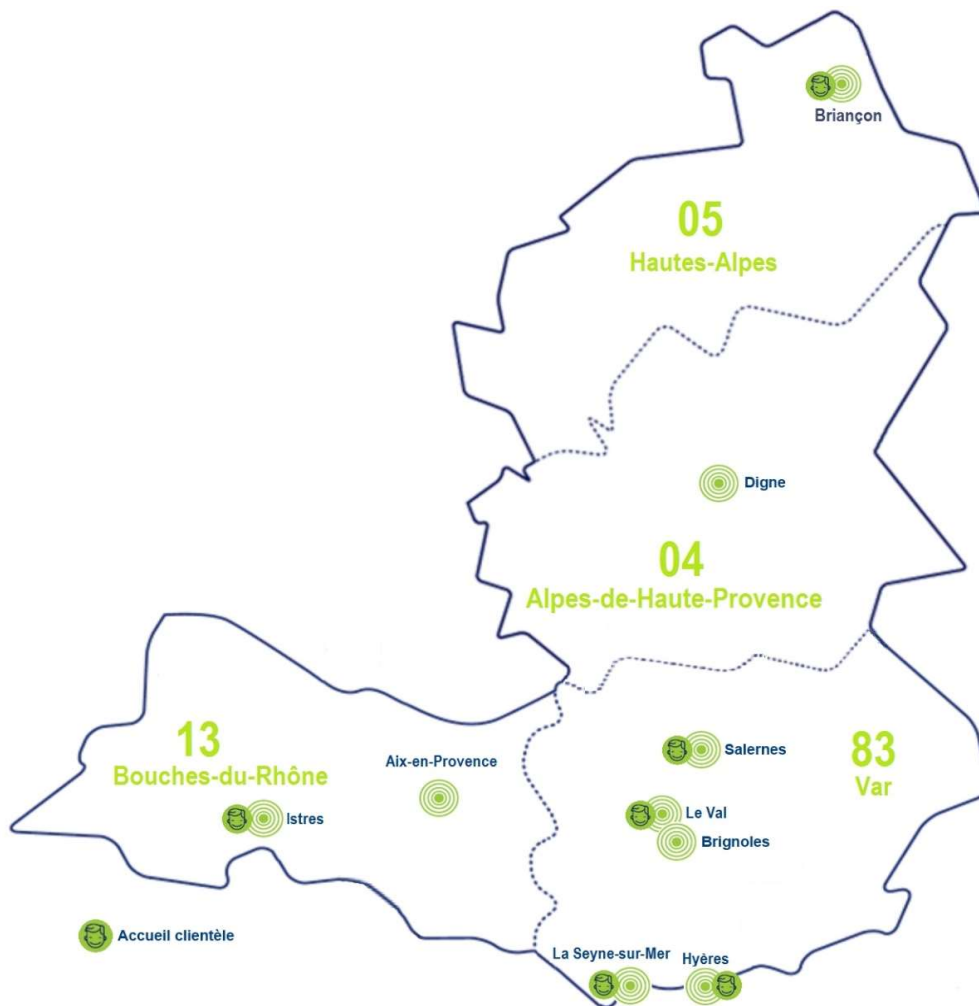 Briançon
05
Hautes-Alpes
Digne
04
Alpes-de-Haute-Provence
13
Bouches-du-Rhône
Aix-en-Provence
Istres
Salernes
83
Var
Le Val
Brignoles
Accueil clientèle
La Seyne-sur-Mer
Hyères